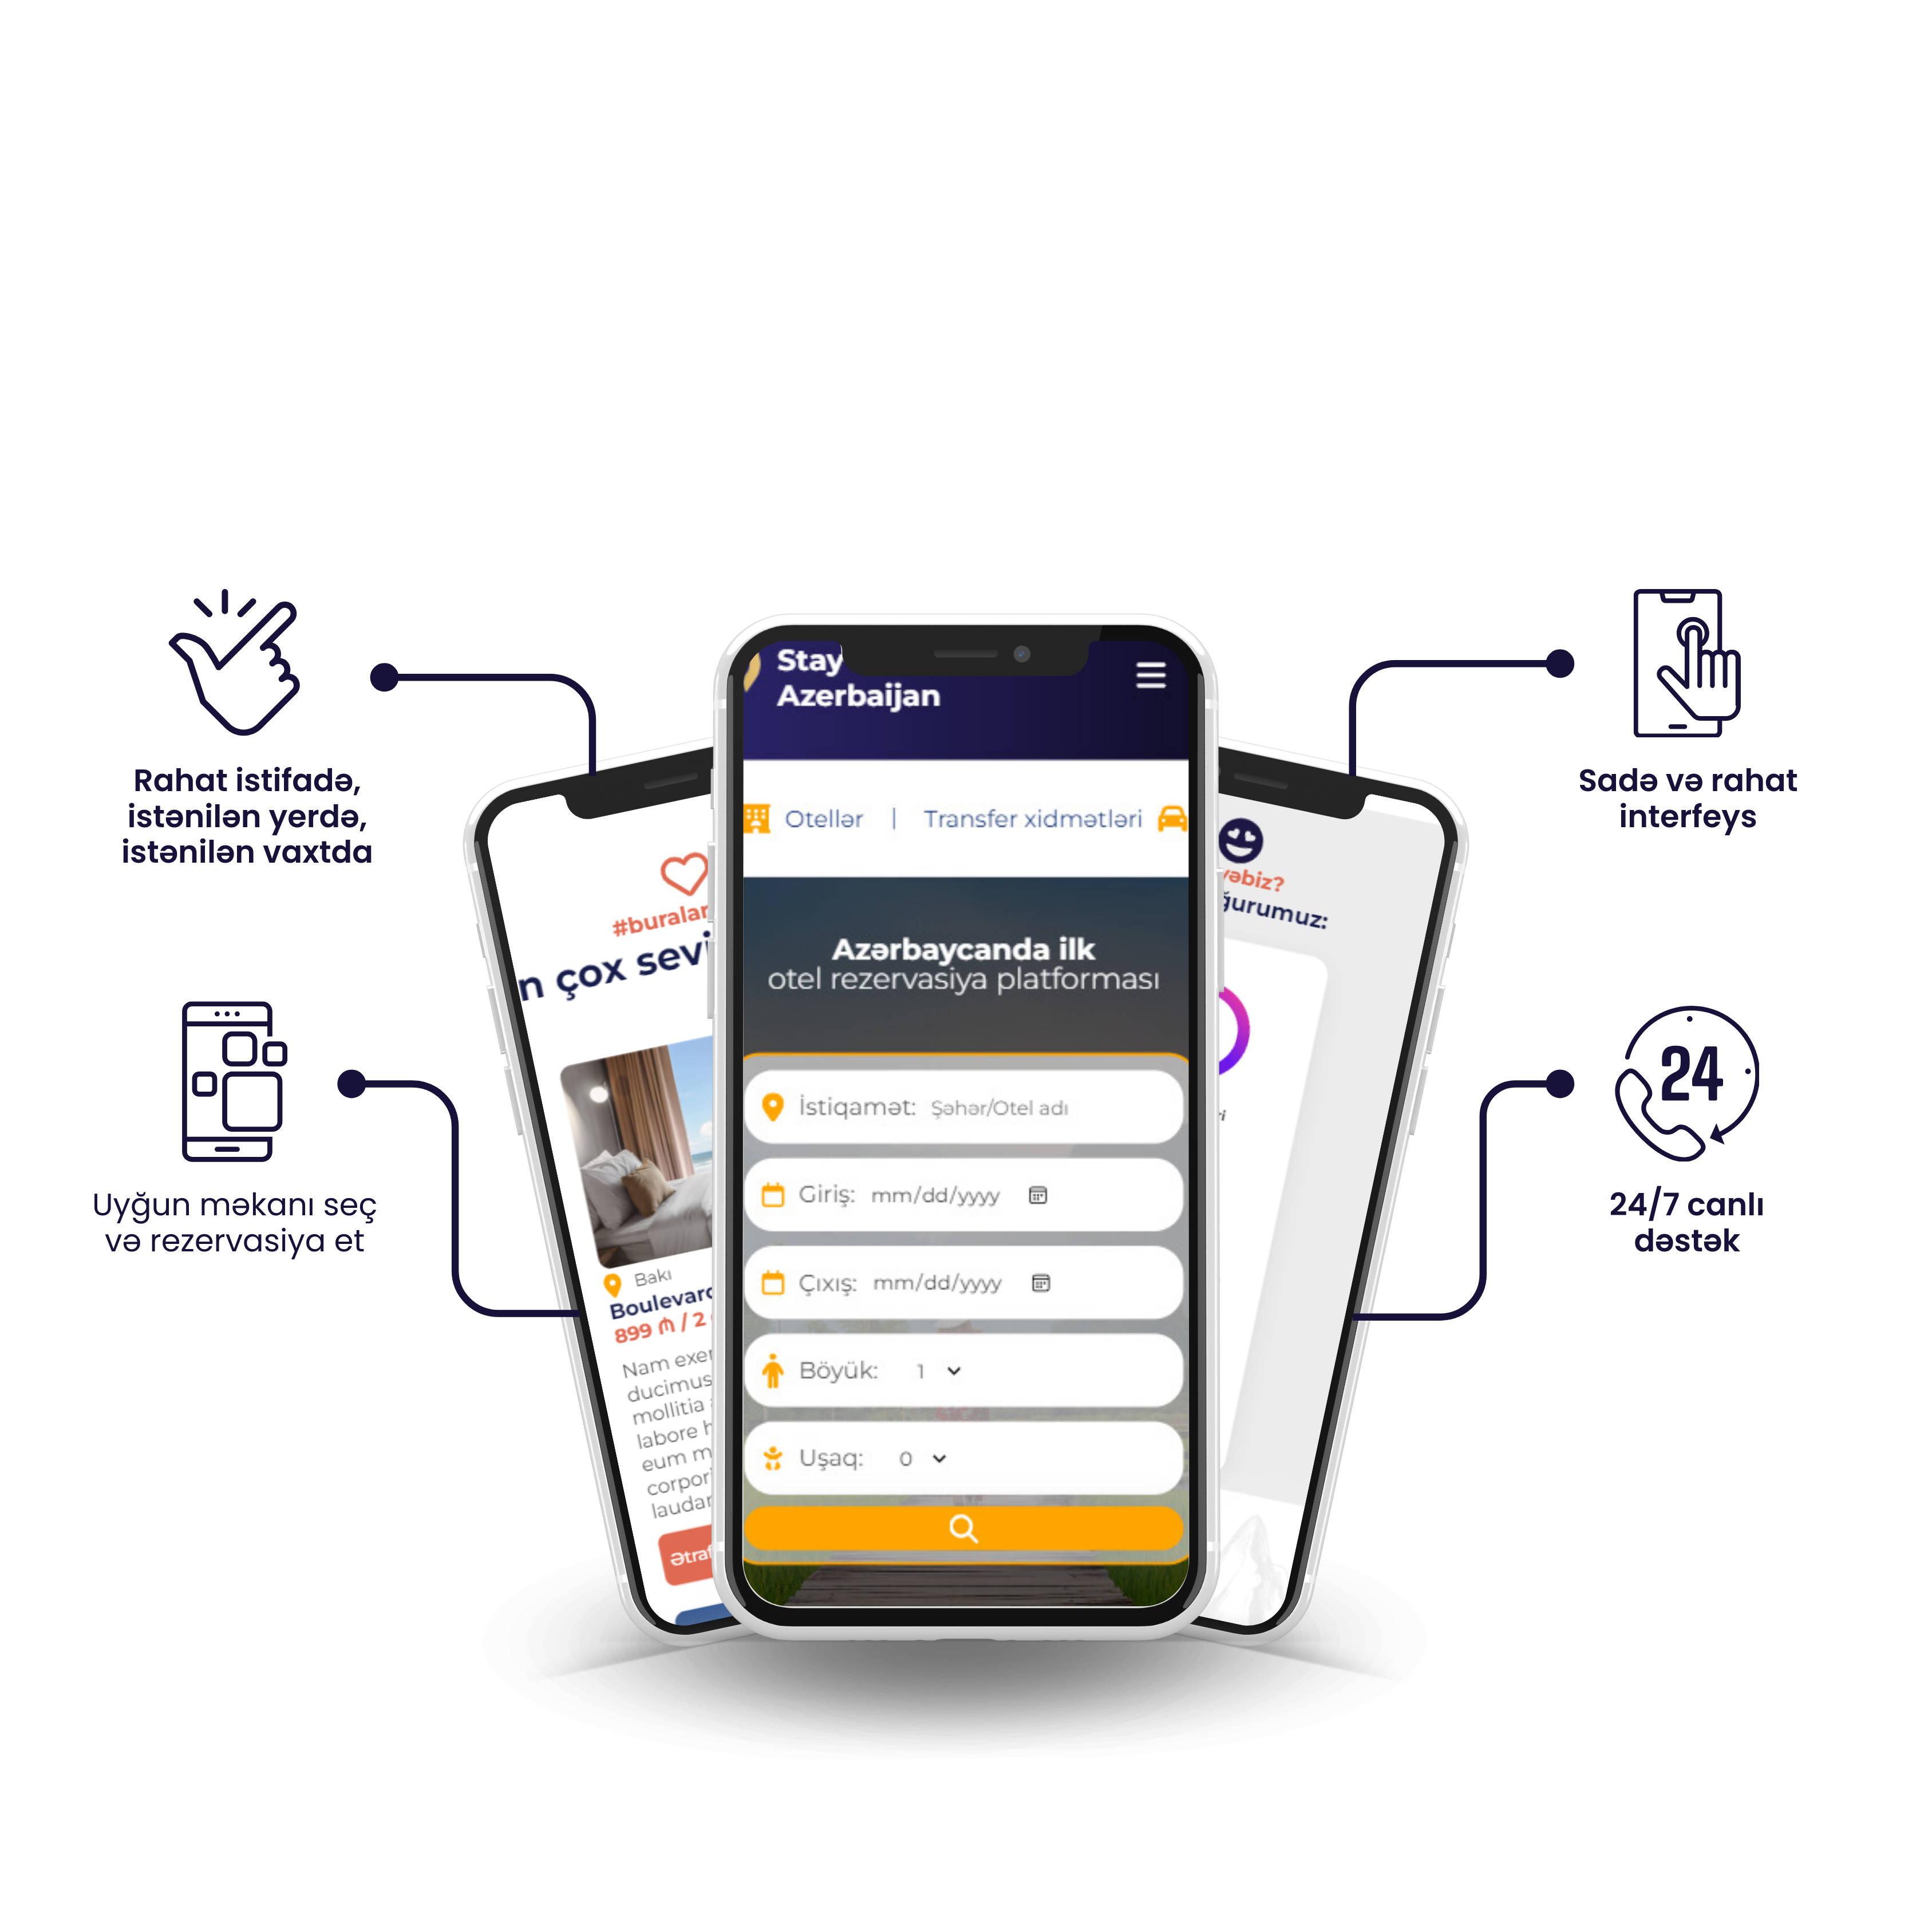 Rahat istifadə,
istənilən yerdə,
istənilən vaxtda
Uyğun məkanı seç
və rezervasiya et
#buralar
n çox sevi
Bakı
Boulevard
899 ₼ / 2
Nam exer
ducimus
mollitia
labore h
eum m
corpori
laudar
Ətraf
Stay
Azerbaijan
Otellər | Transfer xidmətləri
Azərbaycanda ilk
otel rezervasiya platforması
İstiqamət: Şəhər/Otel adı
Giriş: mm/dd/yyyy
Çıxış: mm/dd/yyyy
Böyük: 1
Uşaq: 0
yəbiz?
ğurumuz:
ri
Sadə və rahat
interfeys
24
24/7 canlı
dəstək